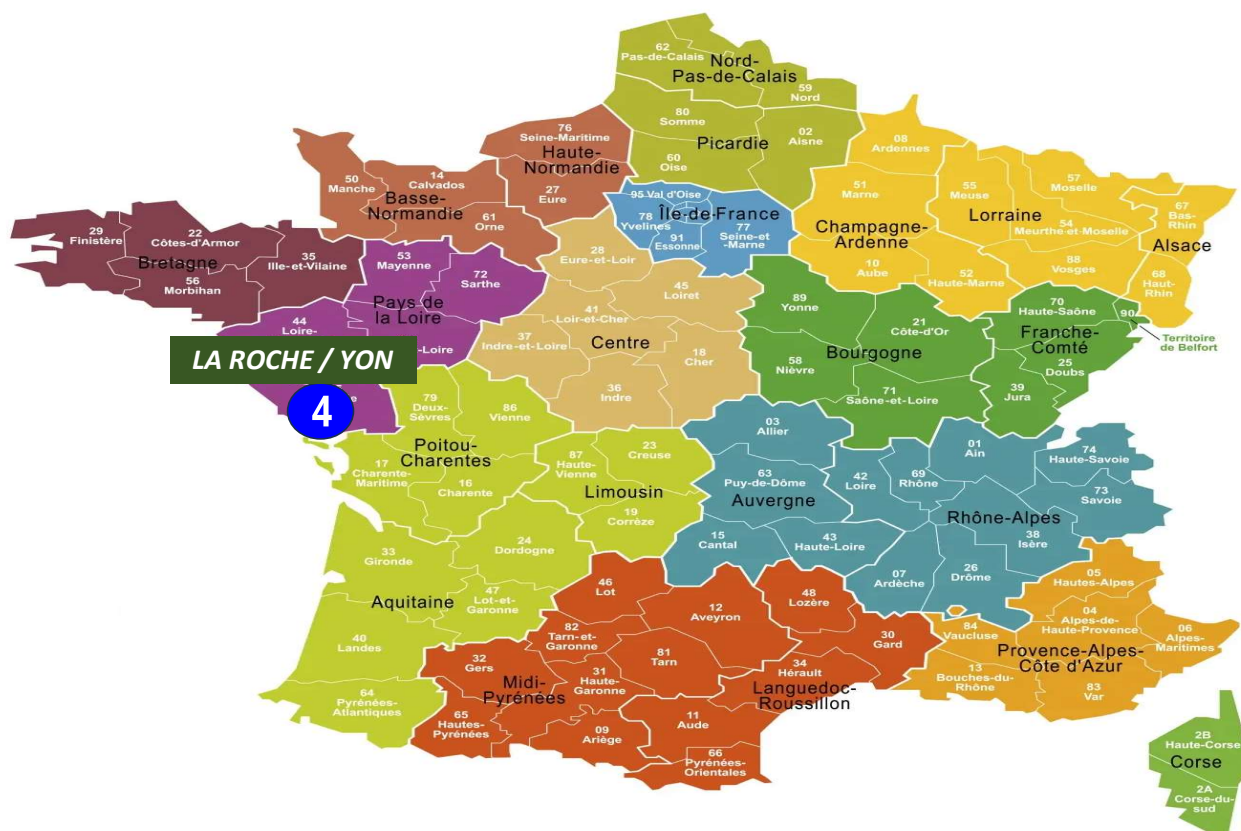 62
Pas-de-Calais
Nord-
Pas-de-Calais
59
Nord
80
Somme
02
Aisne
Picardie
60
Oise
76
Seine-Maritime
Haute-
Normandie
27
Eure
50
Manche
14
Calvados
Basse-
Normandie
61
Orne
08
Ardennes
51
Marne
Champagne-
Ardenne
10
Aube
52
Haute-Marne
55
Meuse
57
Moselle
Lorraine
54
Meurthe-et-Moselle
88
Vosges
67
Bas-
Rhin
Alsace
68
Haut-
Rhin
95 Val d'Oise
Île-de-France
78
Yvelines
91
Essonne
77
Seine-et
-Marne
29
Finistère
22
Côtes-d'Armor
Bretagne
35
Ille-et-Vilaine
56
Morbihan
53
Mayenne
72
Sarthe
Pays de
la Loire
44
Loire-
-Loire
LA ROCHE / YON
4
28
Eure-et-Loir
45
Loiret
41
Loir-et-Cher
37
Indre-et-Loire
Centre
18
Cher
36
Indre
89
Yonne
21
Côte-d'Or
Bourgogne
58
Nièvre
71
Saône-et-Loire
70
Haute-Saône
90
Territoire
de Belfort
Franche-
Comté
25
Doubs
39
Jura
79
Deux-
Sèvres
86
Vienne
Poitou-
Charentes
17
Charente-
Maritime
16
Charente
23
Creuse
87
Haute-
Vienne
Limousin
19
Corrèze
03
Allier
63
Puy-de-Dôme
Auvergne
15
Cantal
43
Haute-Loire
01
Ain
74
Haute-Savoie
42
Loire
69
Rhône
73
Savoie
Rhône-Alpes
38
Isère
07
Ardèche
26
Drôme
33
Gironde
24
Dordogne
47
Lot-et-
Garonne
Aquitaine
40
Landes
64
Pyrénées-
Atlantiques
46
Lot
12
Aveyron
82
Tarn-et-
Garonne
32
Gers
81
Tarn
31
Haute-
Garonne
Midi-
Pyrénées
65
Hautes-
Pyrénées
09
Ariège
48
Lozère
30
Gard
34
Hérault
Languedoc-
Roussillon
11
Aude
66
Pyrénées-
Orientales
05
Hautes-Alpes
04
Alpes-de-
Haute-Provence
06
Alpes-
Maritimes
84
Vaucluse
Provence-Alpes-
Côte d'Azur
13
Bouches-du-
Rhône
83
Var
2B
Haute-Corse
Corse
2A
Corse-du-
sud